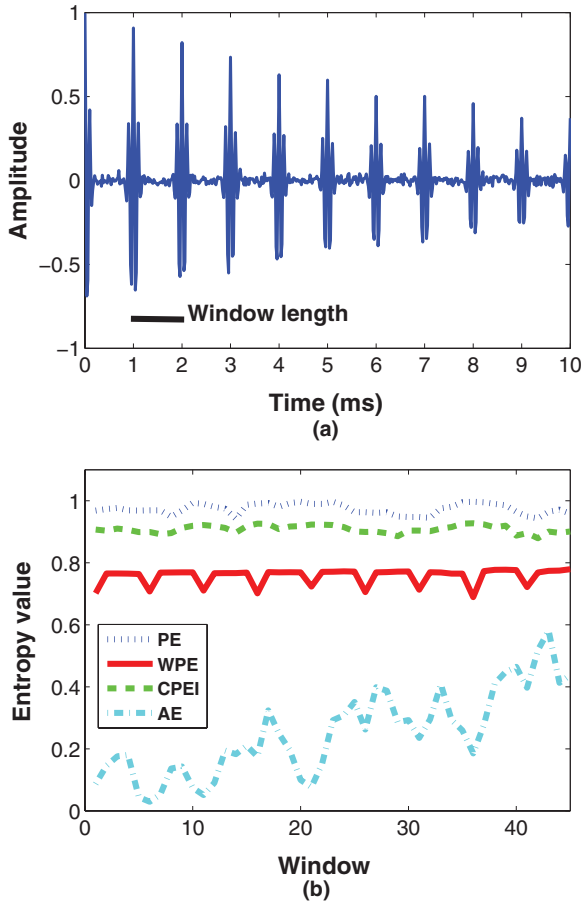 1
0.5
0
−0.5
−1
Amplitude
Window length
0 1 2 3 4 5 6 7 8 9 10
Time (ms)
(a)
1
0.8
0.6
0.4
0.2
0
Entropy value
PE
WPE
CPEI
AE
0 10 20 30 40
Window
(b)